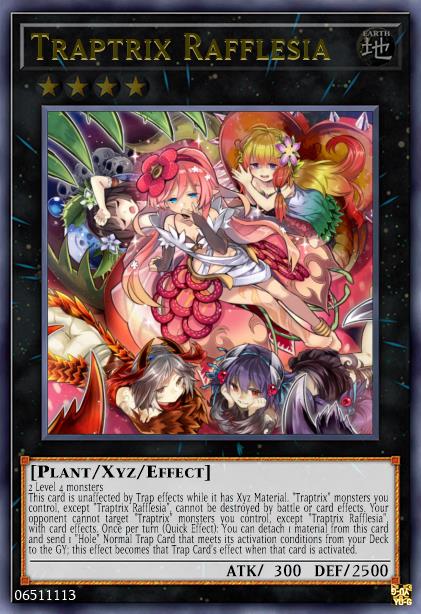 Traptrix Rafflesia
EARTH
地
[Plant/Xyz/Effect]
2 Level 4 monsters
This card is unaffected by Trap effects while it has Xyz Material. "Traptrix" monsters you
control, except "Traptrix Rafflesia", cannot be destroyed by battle or card effects. Your
opponent cannot target "Traptrix" monsters you control, except "Traptrix Rafflesia",
with card effects. Once per turn (Quick Effect): You can detach 1 material from this card
and send 1 "Hole" Normal Trap Card that meets its activation conditions from your Deck
to the GY; this effect becomes that Trap Card's effect when that card is activated.
ATK/ 300 DEF/2500
06511113